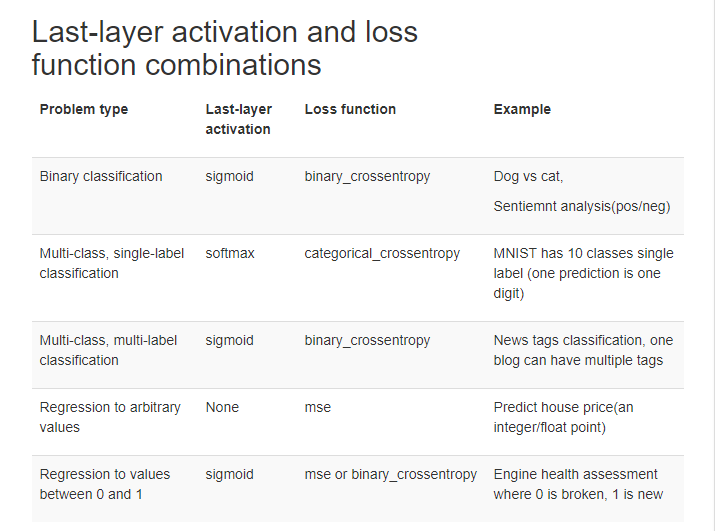 Last-layer activation and loss
function combinations
Problem type Last-layer activation Loss function Example
Binary classification sigmoid binary_crossentropy Dog vs cat,
Sentiemnt analysis(pos/neg)
Multi-class, single-label softmax categorical_crossentropy MNIST has 10 classes single
classification label (one prediction is one
digit)
Multi-class, multi-label sigmoid binary_crossentropy News tags classification, one
classification blog can have multiple tags
Regression to arbitrary None mse Predict house price(an
values integer/float point)
Regression to values sigmoid mse or binary_crossentropy Engine health assessment
between 0 and 1 where 0 is broken, 1 is new